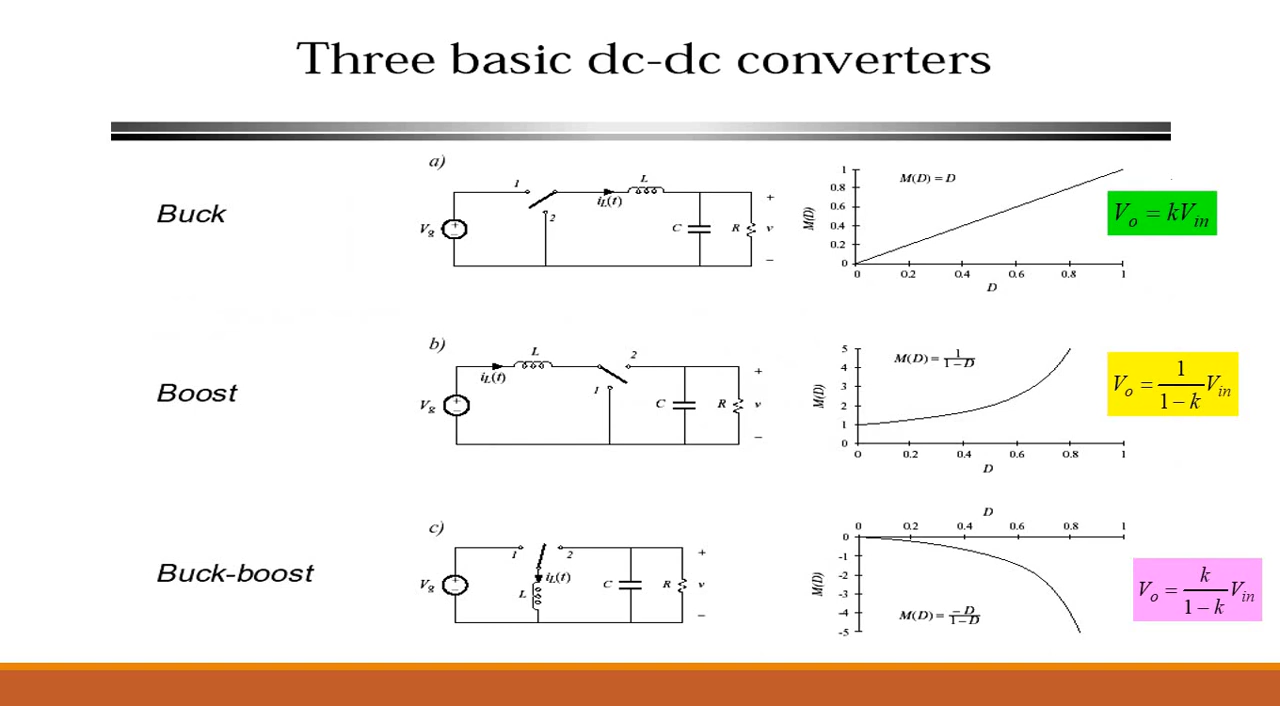 Three basic dc-dc converters
Buck
a)
1
2
L
iL(t)
Vg
+
−
C
R
+
v
−
M(D)
1
0.8
0.6
0.4
0.2
0
M(D) = D
0 0.2 0.4 0.6 0.8 1
D
Vo = kVin
Boost
b)
L
iL(t)
2
1
Vg
+
−
C
R
+
v
−
M(D)
5
4
3
2
1
0
M(D) = 1/(1−D)
0 0.2 0.4 0.6 0.8 1
D
Vo = 1/(1−k) Vin
Buck-boost
c)
1
2
iL(t)
L
Vg
+
−
C
R
+
v
−
D
0 0.2 0.4 0.6 0.8 1
M(D)
0
-1
-2
-3
-4
-5
M(D) = −D/(1−D)
Vo = k/(1−k) Vin